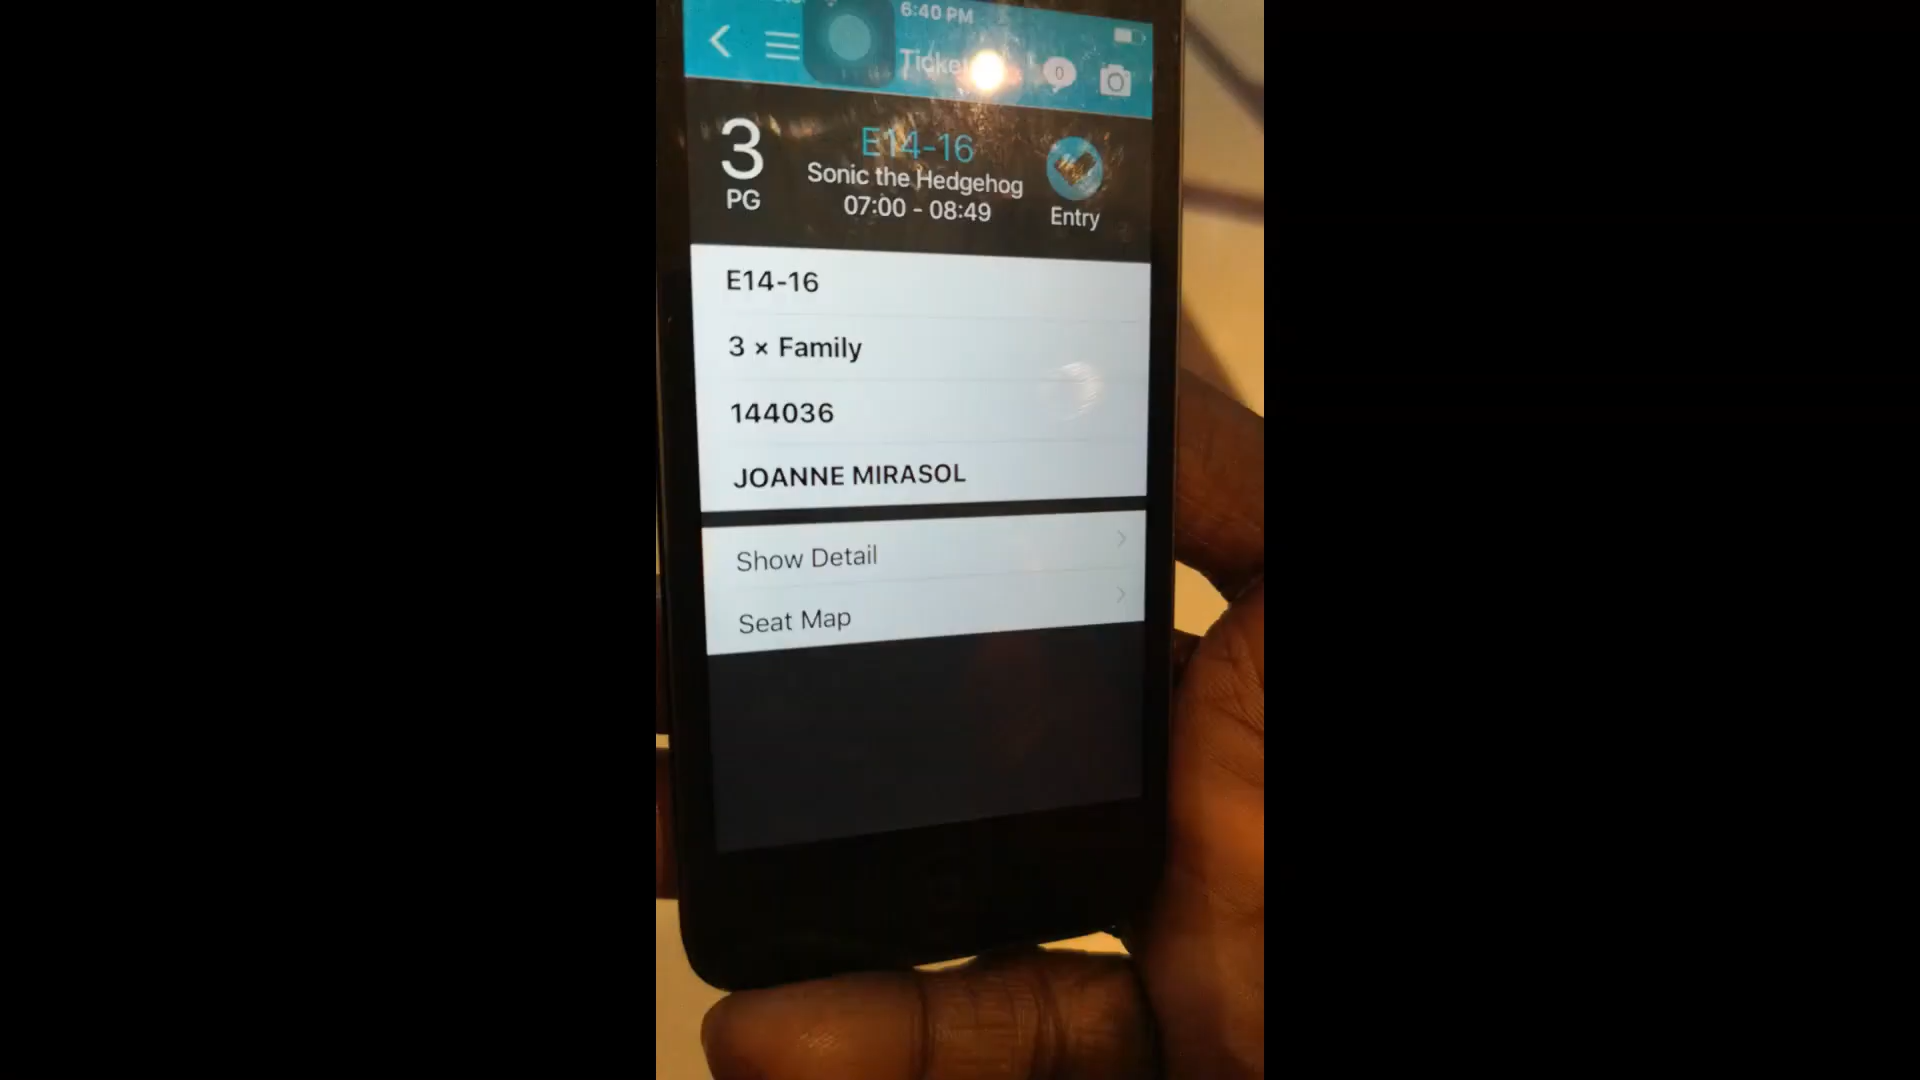 6:40 PM
Ticke
0
3
PG
E14-16
Sonic the Hedgehog
07:00 - 08:49
Entry
E14-16
3 × Family
144036
JOANNE MIRASOL
Show Detail
Seat Map